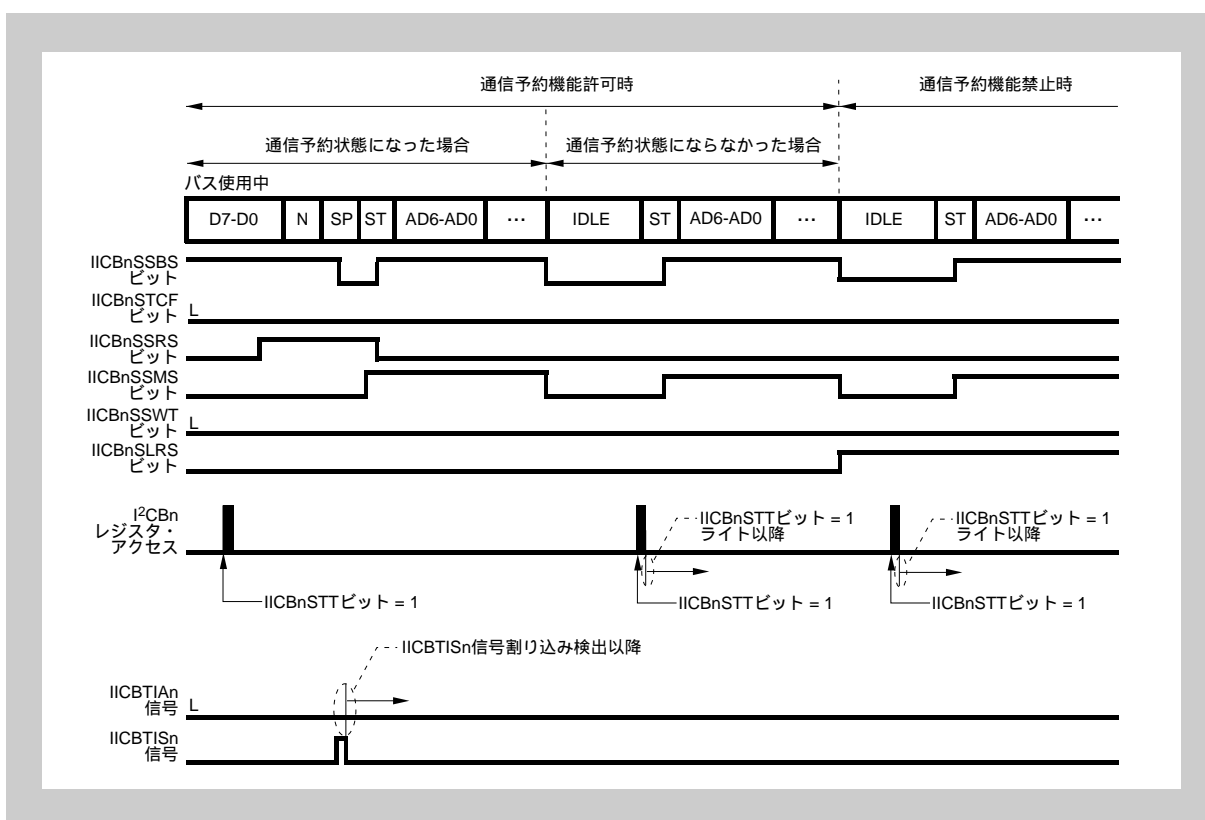 通信予約機能許可時
通信予約機能禁止時
通信予約状態になった場合
通信予約状態にならなかった場合
バス使用中
D7-D0 N SP ST AD6-AD0 ··· IDLE ST AD6-AD0 ··· IDLE ST AD6-AD0 ···
IICBnSSBS
ビット
IICBnSTCF
ビット L
IICBnSSRS
ビット
IICBnSSMS
ビット
IICBnSSWT
ビット L
IICBnSLRS
ビット
I²CBn
レジスタ・
アクセス
IICBnSTTビット = 1
ライト以降
IICBnSTTビット = 1
ライト以降
IICBnSTTビット = 1
IICBnSTTビット = 1
IICBnSTTビット = 1
IICBTISn信号割り込み検出以降
IICBTIAn
信号 L
IICBTISn
信号